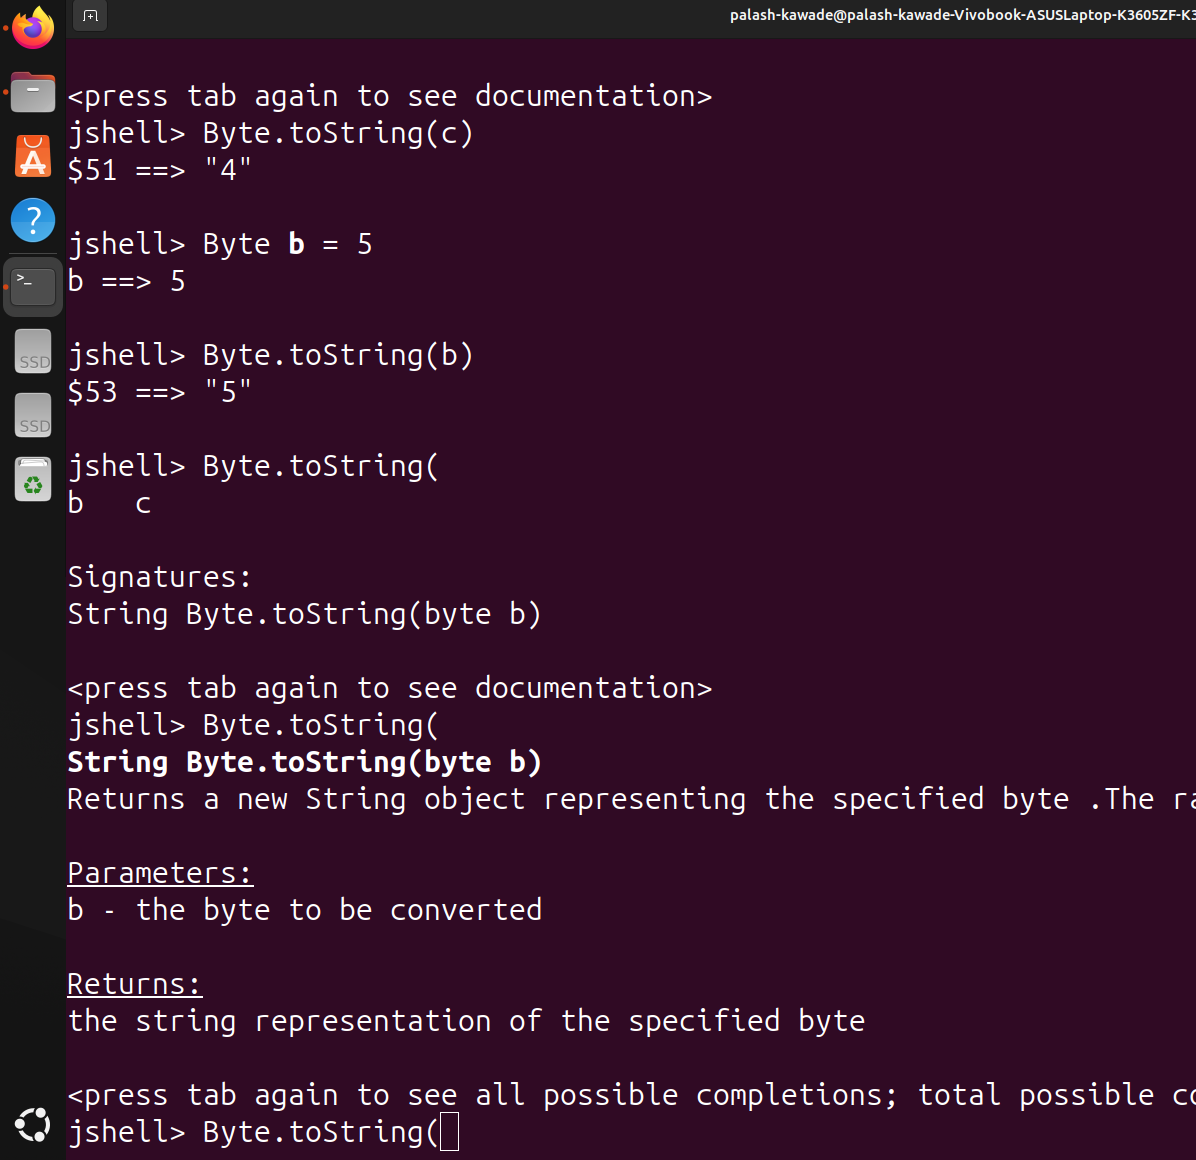 palash-kawade@palash-kawade-Vivobook-ASUSLaptop-K3605ZF-K3
<press tab again to see documentation>
jshell> Byte.toString(c)
$51 ==> "4"
jshell> Byte b = 5
b ==> 5
jshell> Byte.toString(b)
$53 ==> "5"
jshell> Byte.toString(
b   c
Signatures:
String Byte.toString(byte b)
<press tab again to see documentation>
jshell> Byte.toString(
String Byte.toString(byte b)
Returns a new String object representing the specified byte .The ra
Parameters:
b - the byte to be converted
Returns:
the string representation of the specified byte
<press tab again to see all possible completions; total possible co
jshell> Byte.toString(
SSD
SSD